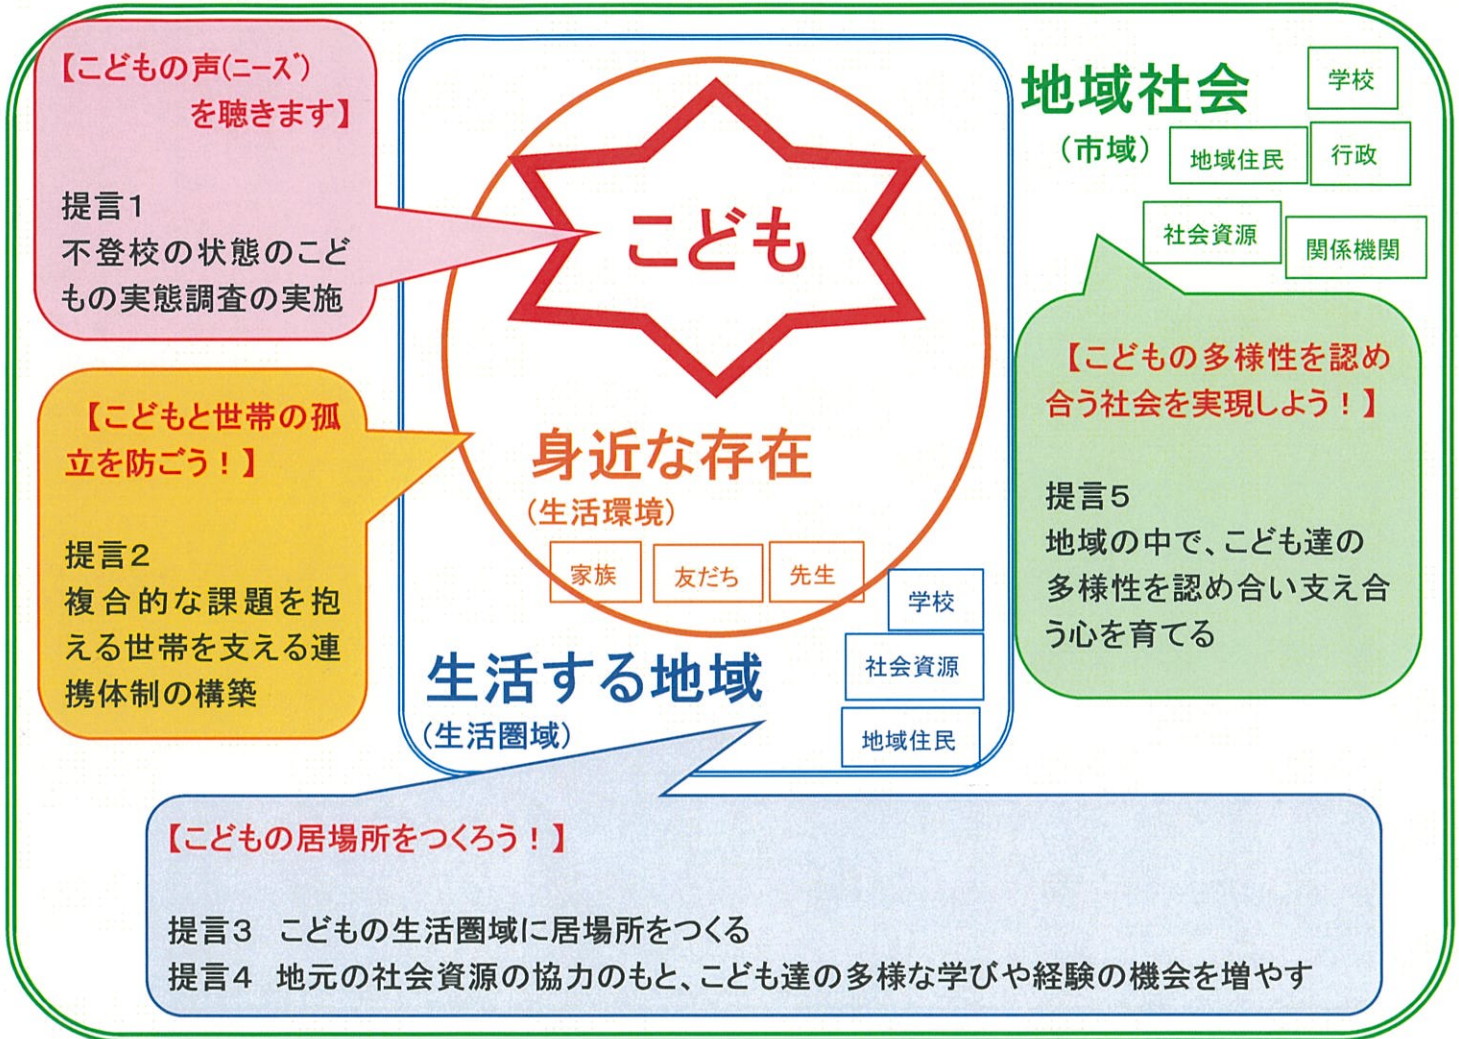 【こどもの声(ニーズ)
を聴きます】
提言1
不登校の状態のこど
もの実態調査の実施
【こどもと世帯の孤
立を防ごう！】
提言2
複合的な課題を抱
える世帯を支える連
携体制の構築
こども
身近な存在
(生活環境)
家族
友だち
先生
生活する地域
(生活圏域)
学校
社会資源
地域住民
地域社会
(市域)
学校
地域住民
行政
社会資源
関係機関
【こどもの多様性を認め
合う社会を実現しよう！】
提言5
地域の中で、こども達の
多様性を認め合い支え合
う心を育てる
【こどもの居場所をつくろう！】
提言3　こどもの生活圏域に居場所をつくる
提言4　地元の社会資源の協力のもと、こども達の多様な学びや経験の機会を増やす